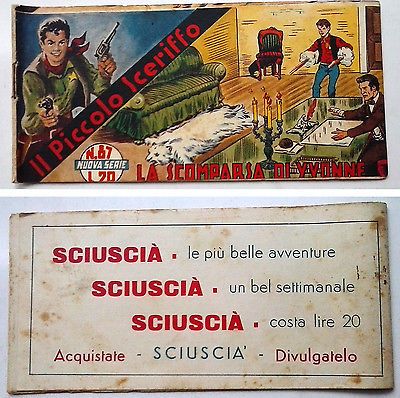 Il Piccolo Sceriffo
N. 87
NUOVA SERIE
L. 20
LA SCOMPARSA DI YVONNE
SCIUSCIÀ. le più belle avventure
SCIUSCIÀ. un bel settimanale
SCIUSCIÀ. costa lire 20
Acquistate - SCIUSCIA' - Divulgatelo